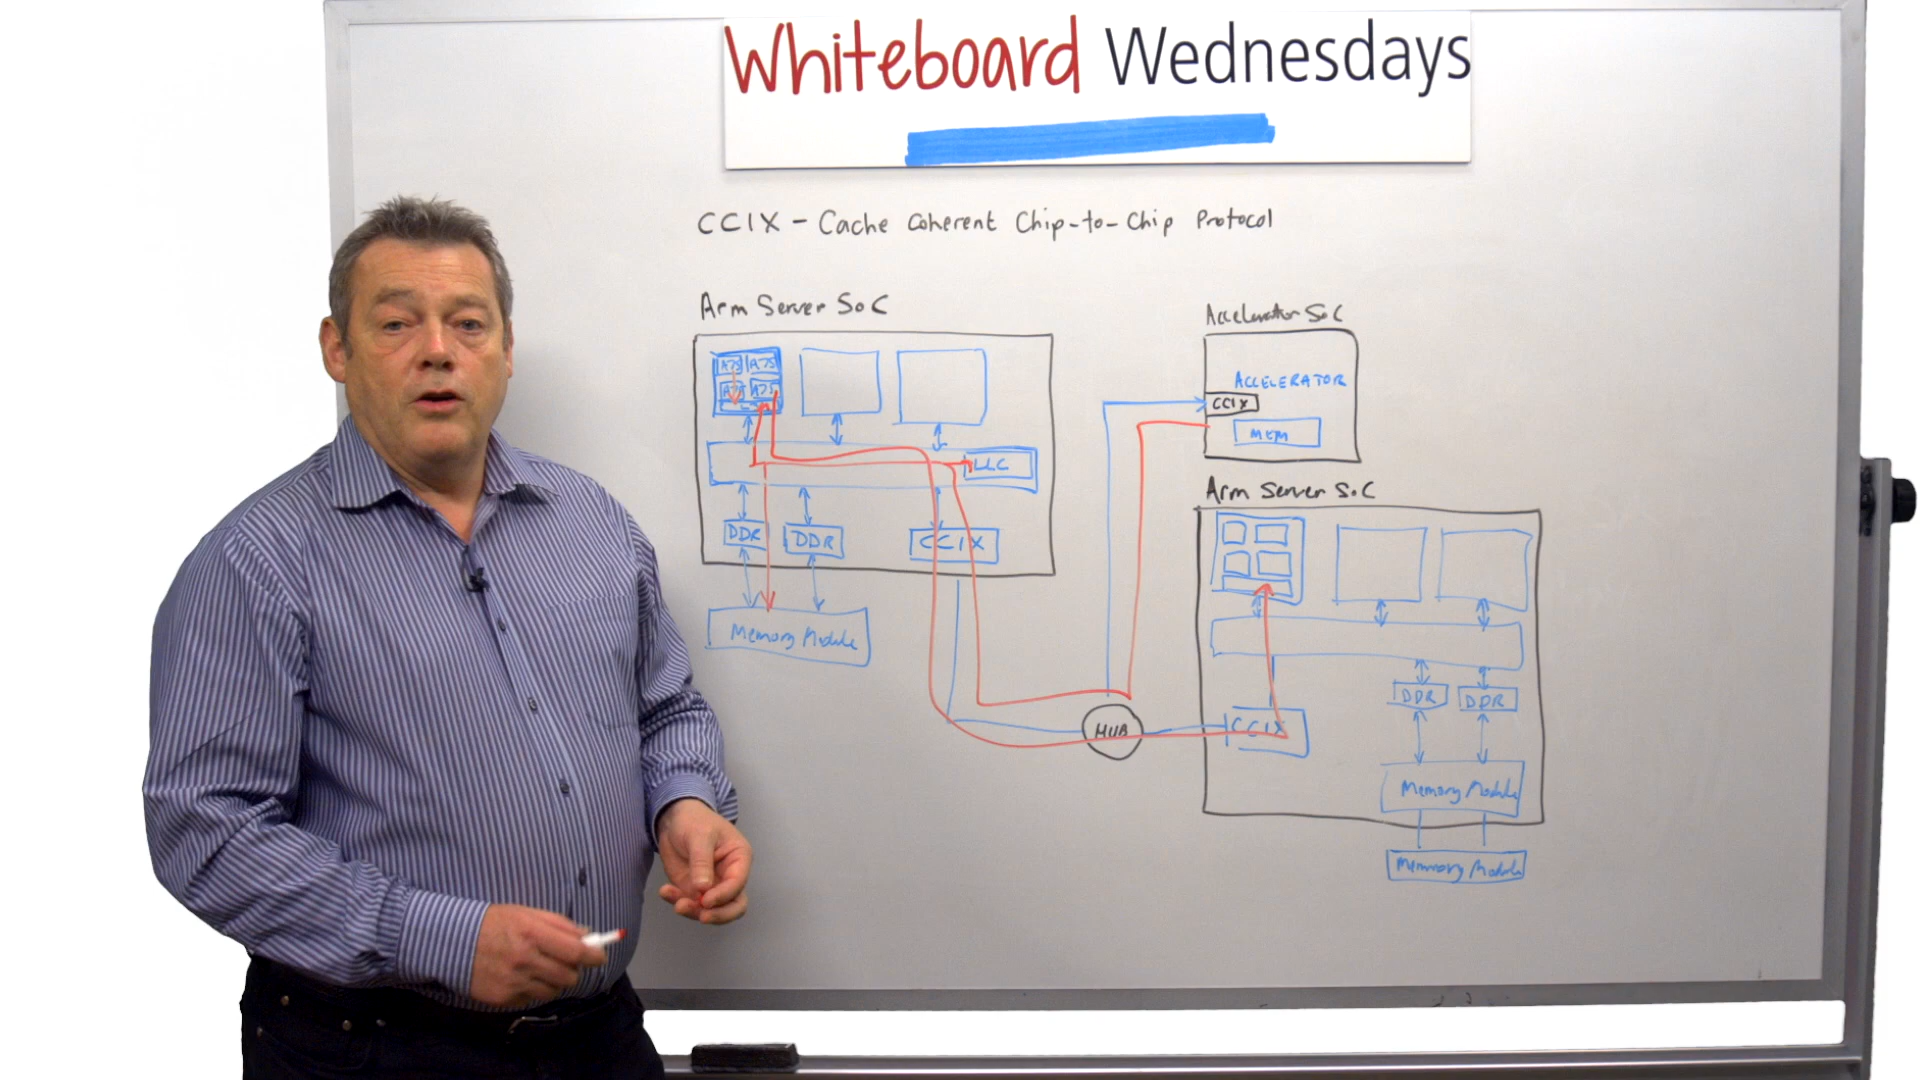 Whiteboard Wednesdays
CCIX - Cache Coherent Chip-to-Chip Protocol
Arm Server SoC
A75 A75
A75 A75
LLC
DDR DDR CCIX
Memory Module
HUB
Accelerator SoC
ACCELERATOR
CCIX
MEM
Arm Server SoC
DDR DDR
CCIX
Memory Module
Memmory Module